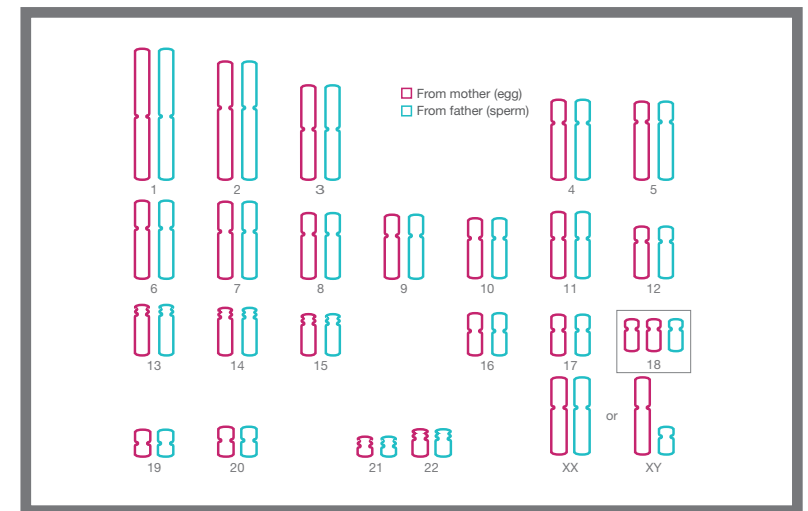 From mother (egg)
From father (sperm)
1 2 3 4 5
6 7 8 9 10 11 12
13 14 15 16 17 18
or
19 20 21 22 XX XY